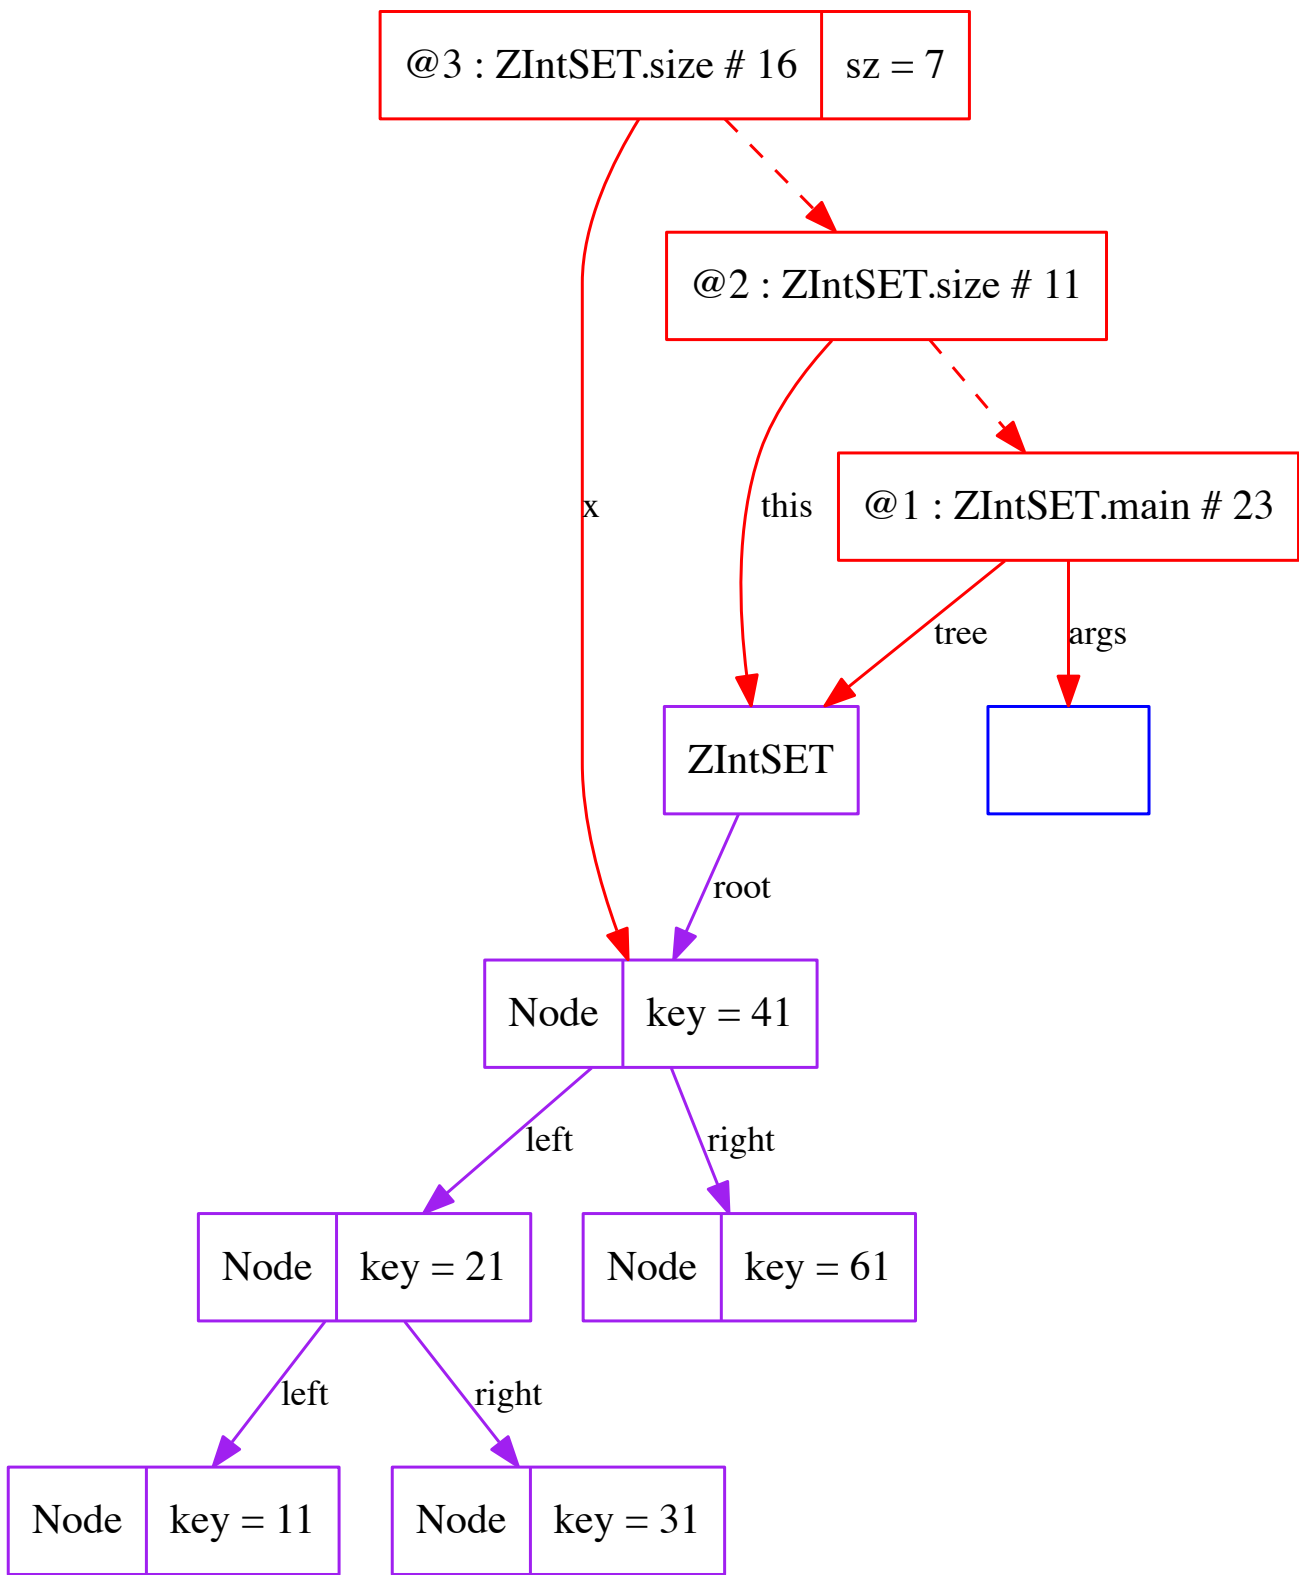 @3 : ZIntSET.size # 16 sz = 7
@2 : ZIntSET.size # 11
x
this
@1 : ZIntSET.main # 23
tree
args
ZIntSET
root
Node key = 41
left
right
Node key = 21
Node key = 61
left
right
Node key = 11
Node key = 31